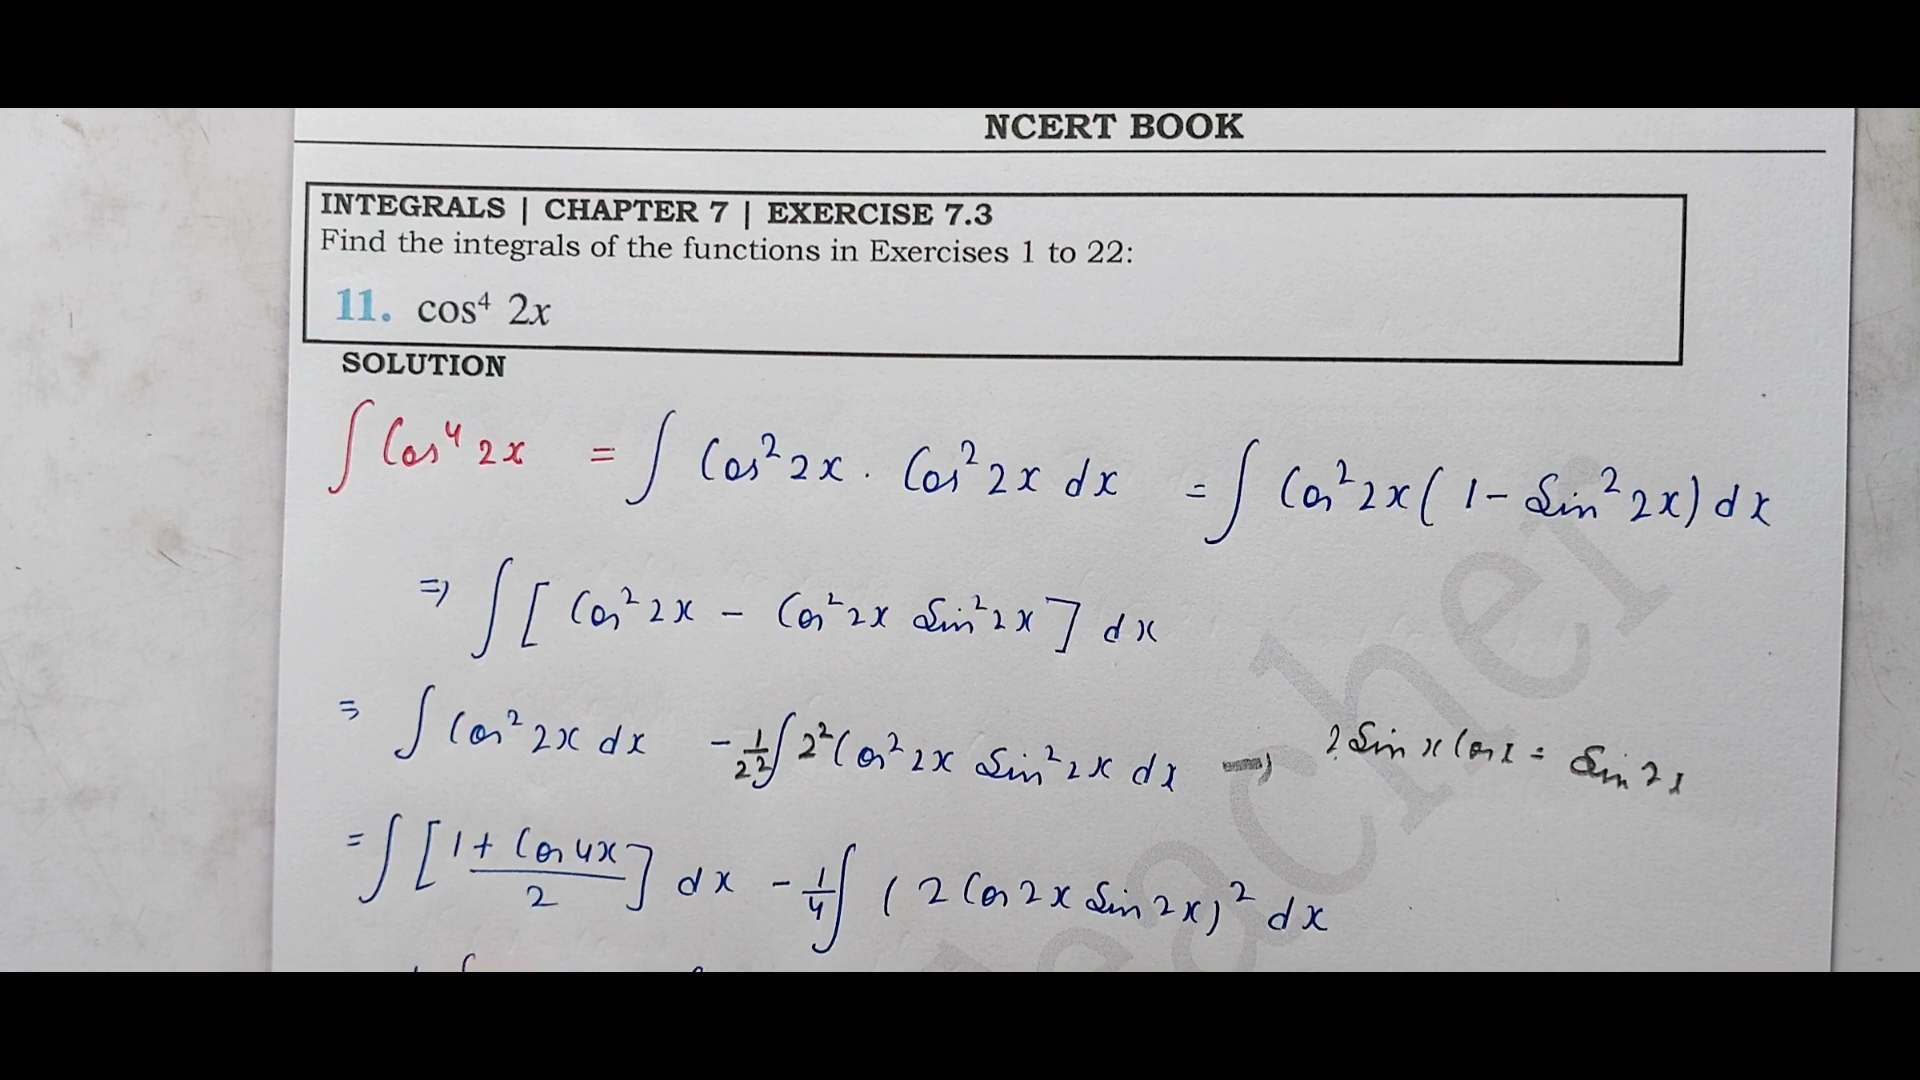 NCERT BOOK
INTEGRALS | CHAPTER 7 | EXERCISE 7.3
Find the integrals of the functions in Exercises 1 to 22:
11. cos⁴ 2x
SOLUTION
∫ Cos⁴ 2x = ∫ Cos² 2x . Cos² 2x dx = ∫ Cos² 2x ( 1 - Sin² 2x) dx
⇒ ∫ [ Cos² 2x - Cos² 2x Sin² 2x ] dx
= ∫ Cos² 2x dx - 1/2² ∫ 2² Cos² 2x Sin² 2x dx → 2 Sin x Cos x = Sin 2x
= ∫ [ (1 + Cos 4x)/2 ] dx - 1/4 ∫ ( 2 Cos 2x Sin 2x)² dx